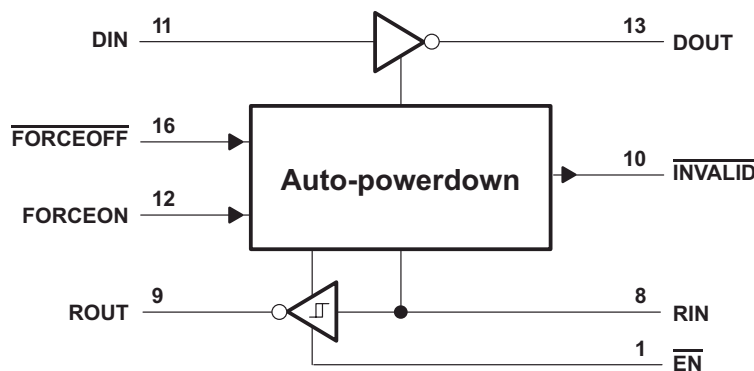 DIN 11 13 DOUT
FORCEOFF 16
Auto-powerdown
10 INVALID
FORCEON 12
ROUT 9 8 RIN
1 EN